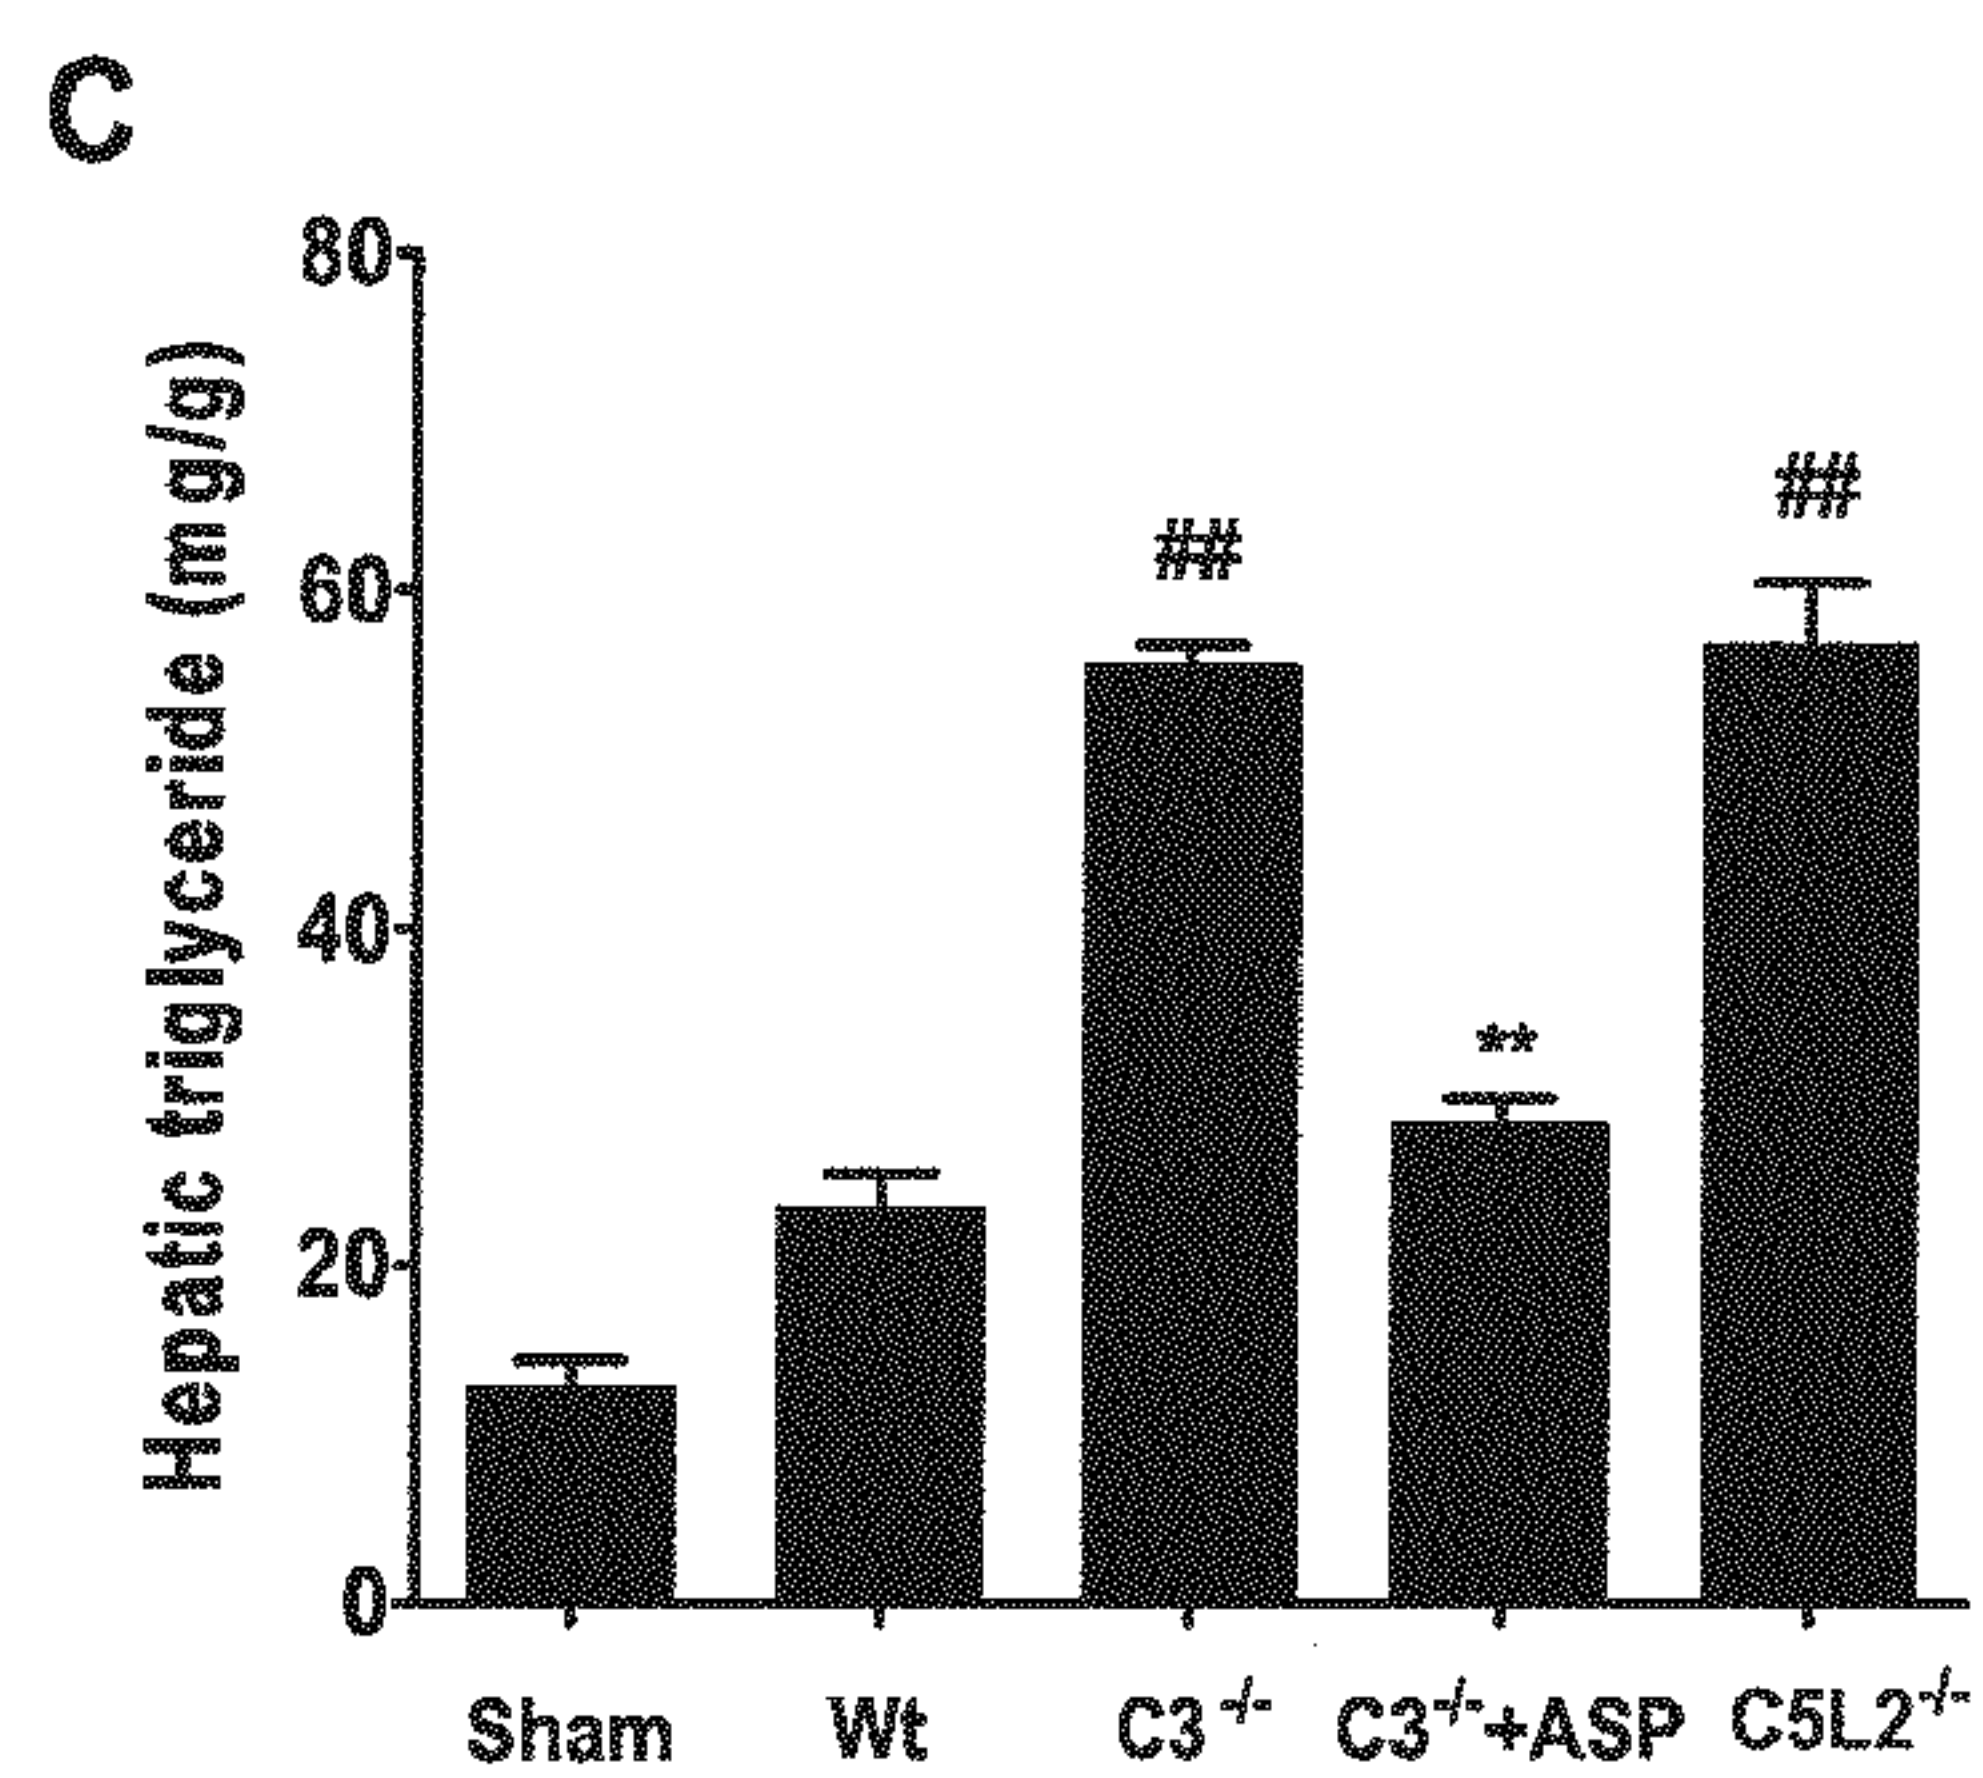 C
80
60
40
20
0
Hepatic triglyceride (mg/g)
##
##
**
Sham Wt C3 -/- C3-/-+ASP C5L2-/-